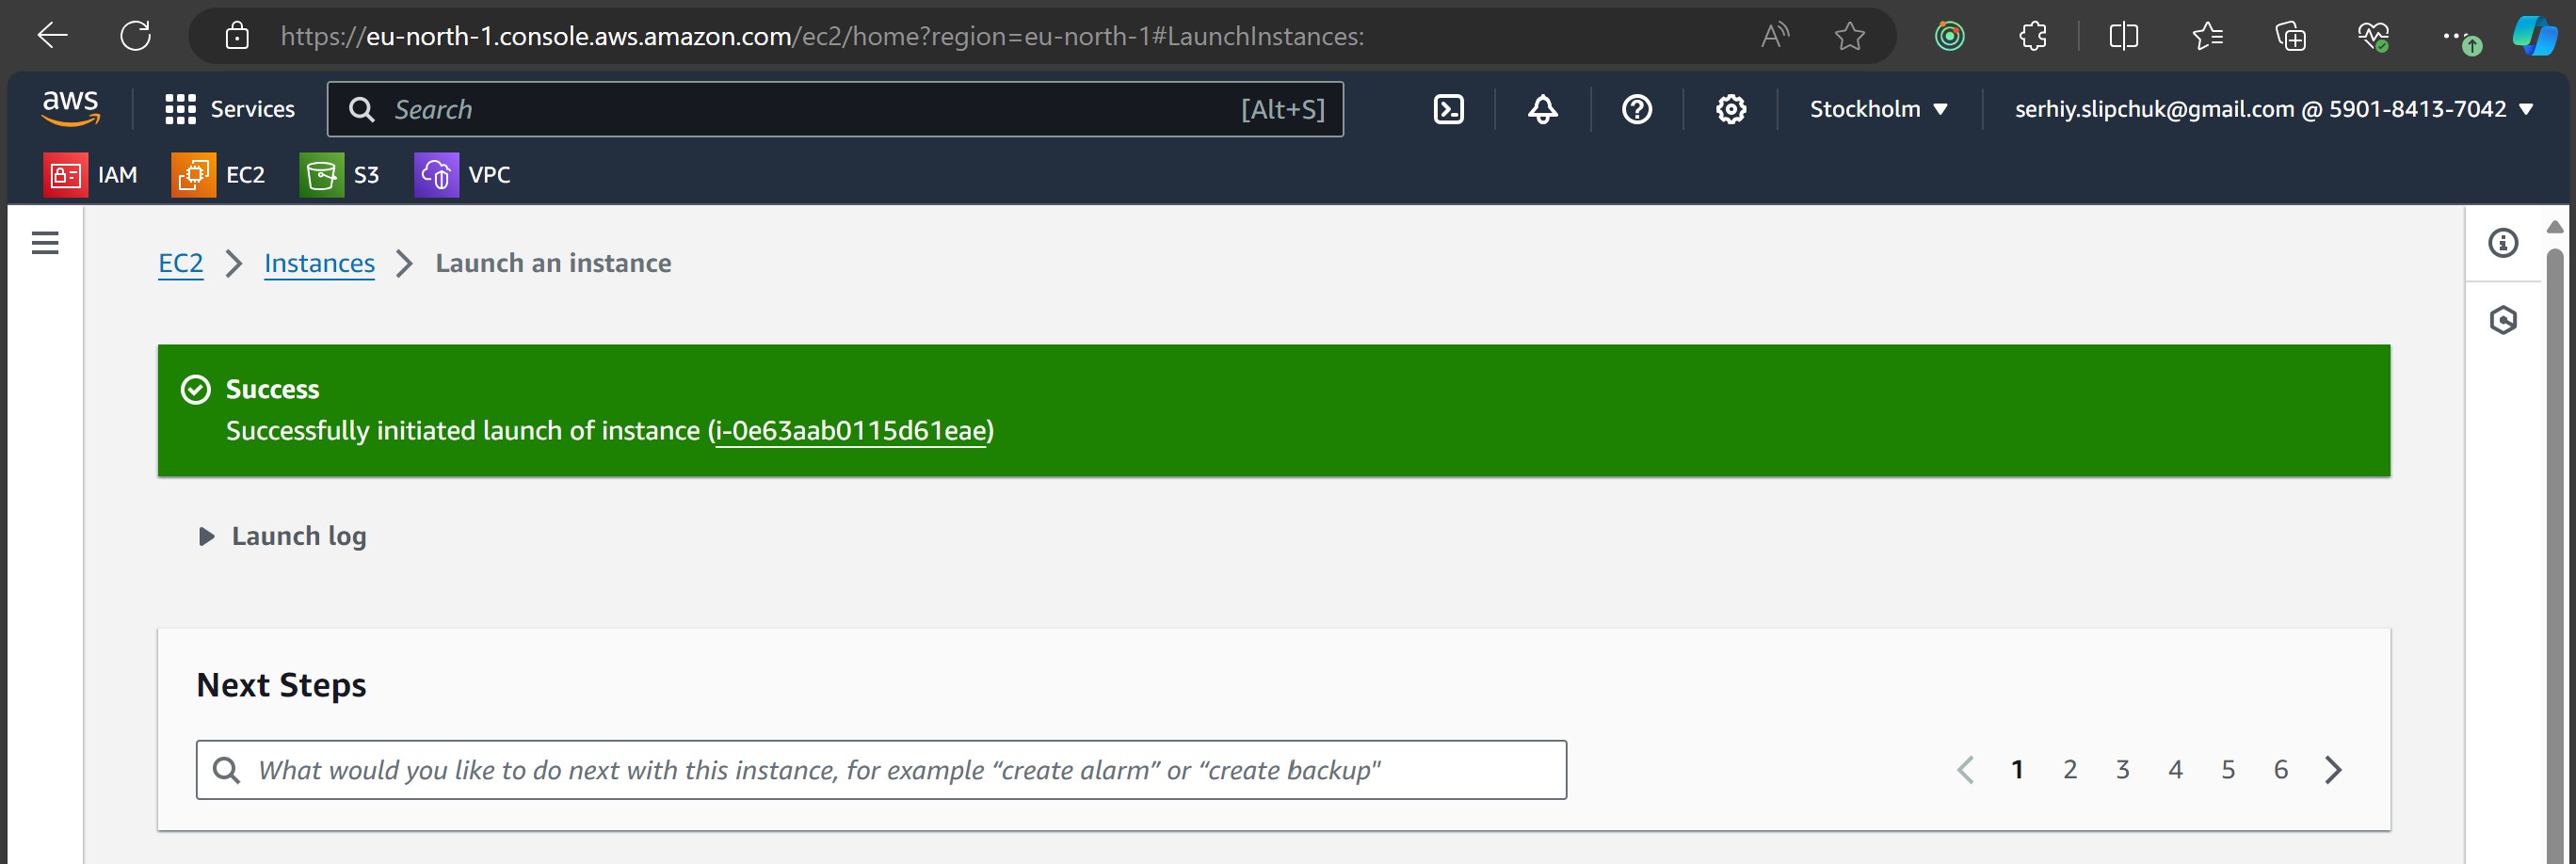 https://eu-north-1.console.aws.amazon.com/ec2/home?region=eu-north-1#LaunchInstances:
aws
Services
Search
[Alt+S]
Stockholm
serhiy.slipchuk@gmail.com @ 5901-8413-7042
IAM
EC2
S3
VPC
EC2 > Instances > Launch an instance
Success
Successfully initiated launch of instance (i-0e63aab0115d61eae)
Launch log
Next Steps
What would you like to do next with this instance, for example “create alarm” or “create backup"
1 2 3 4 5 6